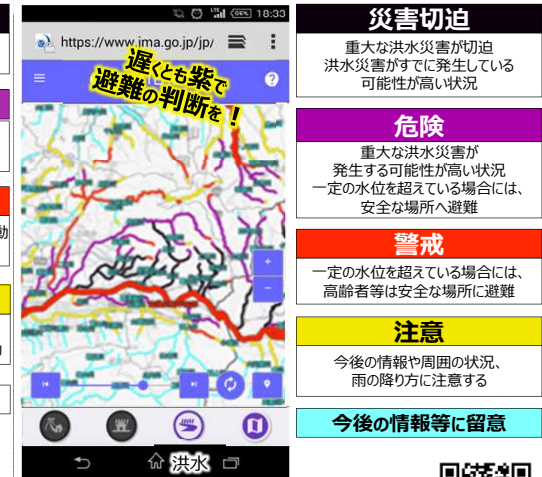 66%
18:33
https://www.jma.go.jp/jp/
遅くとも紫で
避難の判断を!
洪水
災害切迫
重大な洪水災害が切迫
洪水災害がすでに発生している
可能性が高い状況
危険
重大な洪水災害が
発生する可能性が高い状況
一定の水位を超えている場合には、
安全な場所へ避難
警戒
一定の水位を超えている場合には、
高齢者等は安全な場所に避難
注意
今後の情報や周囲の状況、
雨の降り方に注意する
今後の情報等に留意
動